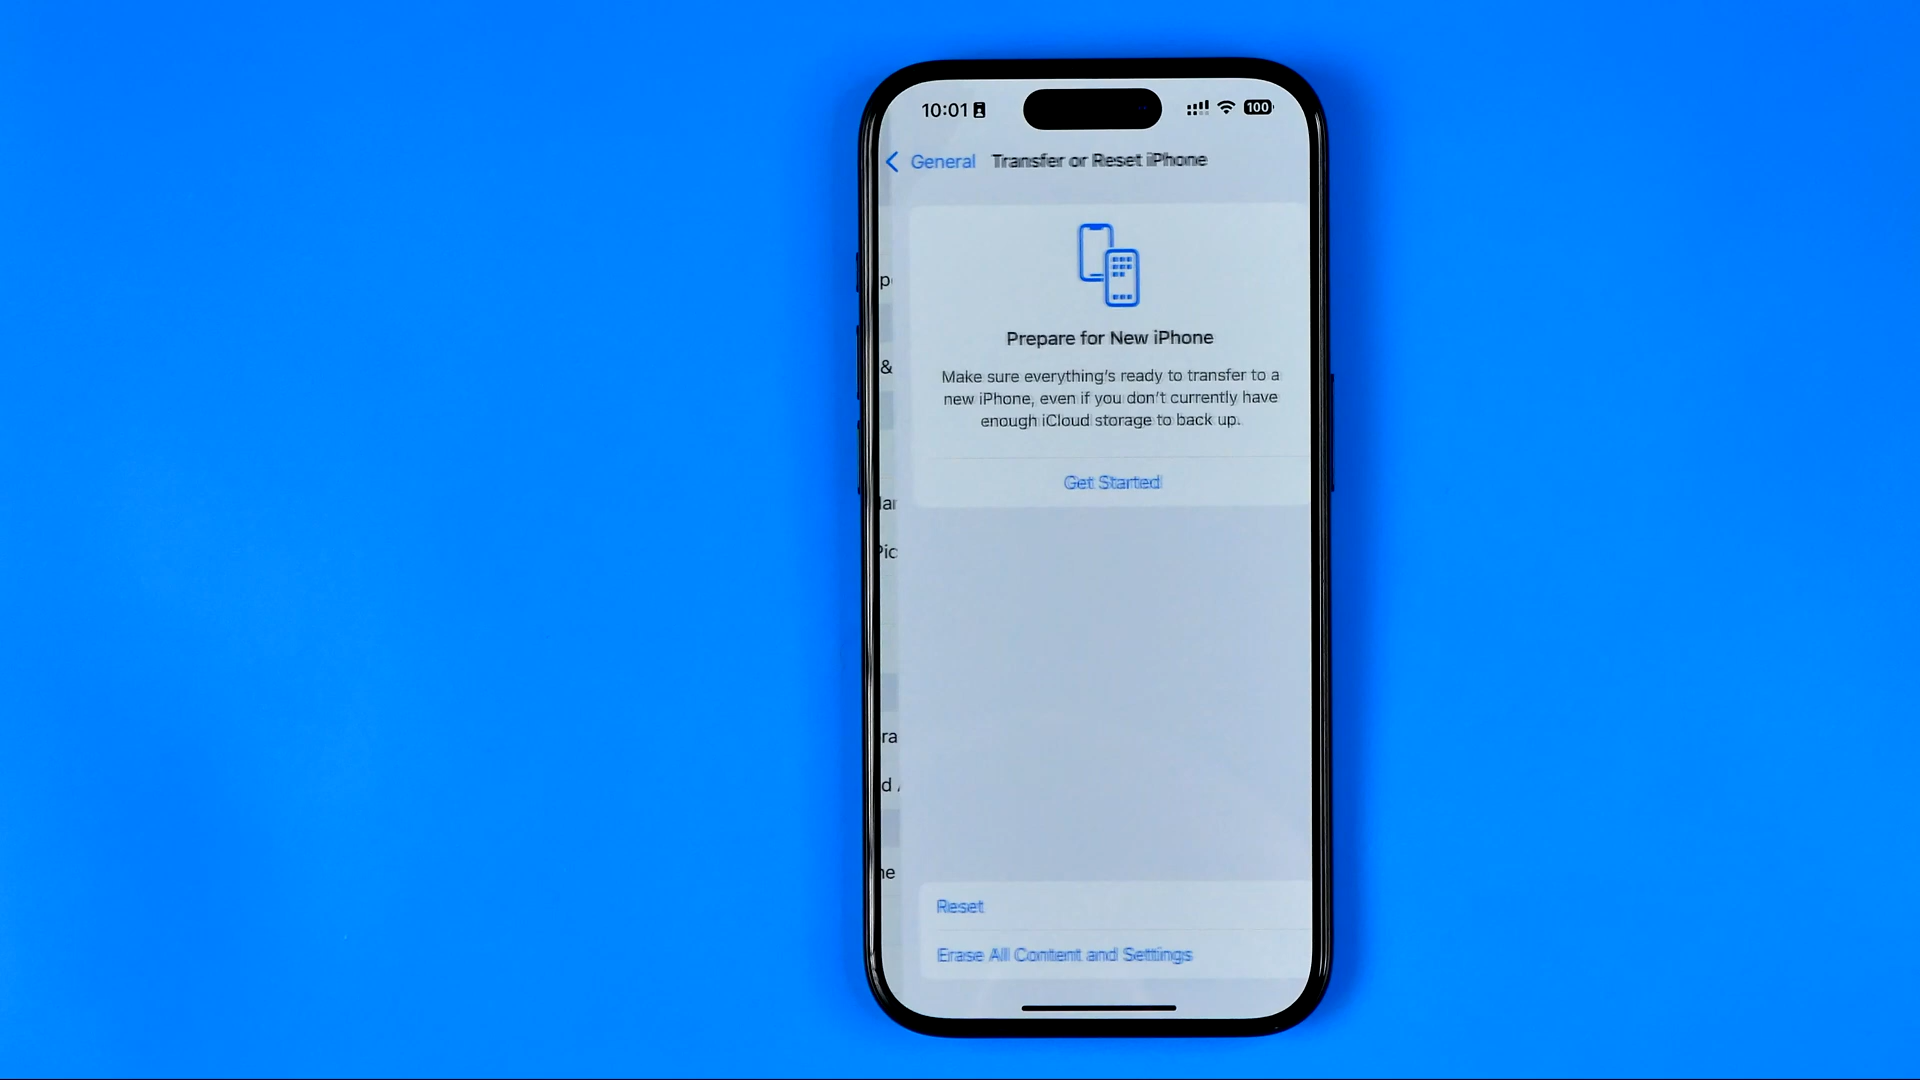 10:01
100
General Transfer or Reset iPhone
Prepare for New iPhone
Make sure everything's ready to transfer to a
new iPhone, even if you don't currently have
enough iCloud storage to back up.
Get Started
Reset
Erase All Content and Settings